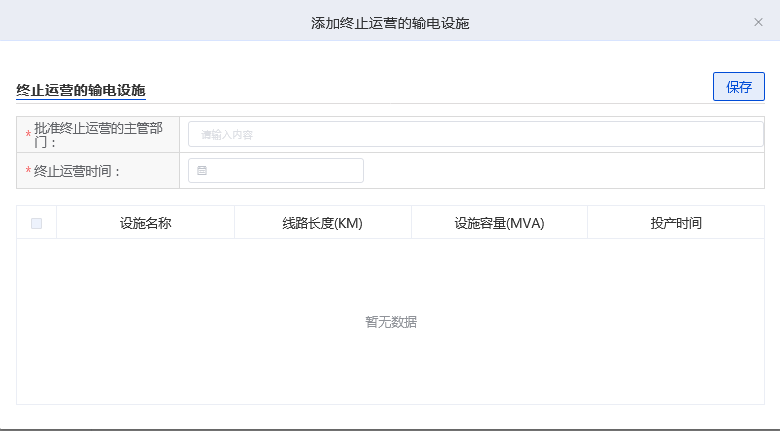 添加终止运营的输电设施
终止运营的输电设施
保存
* 批准终止运营的主管部
门：
请输入内容
* 终止运营时间：
设施名称 线路长度(KM) 设施容量(MVA) 投产时间
暂无数据